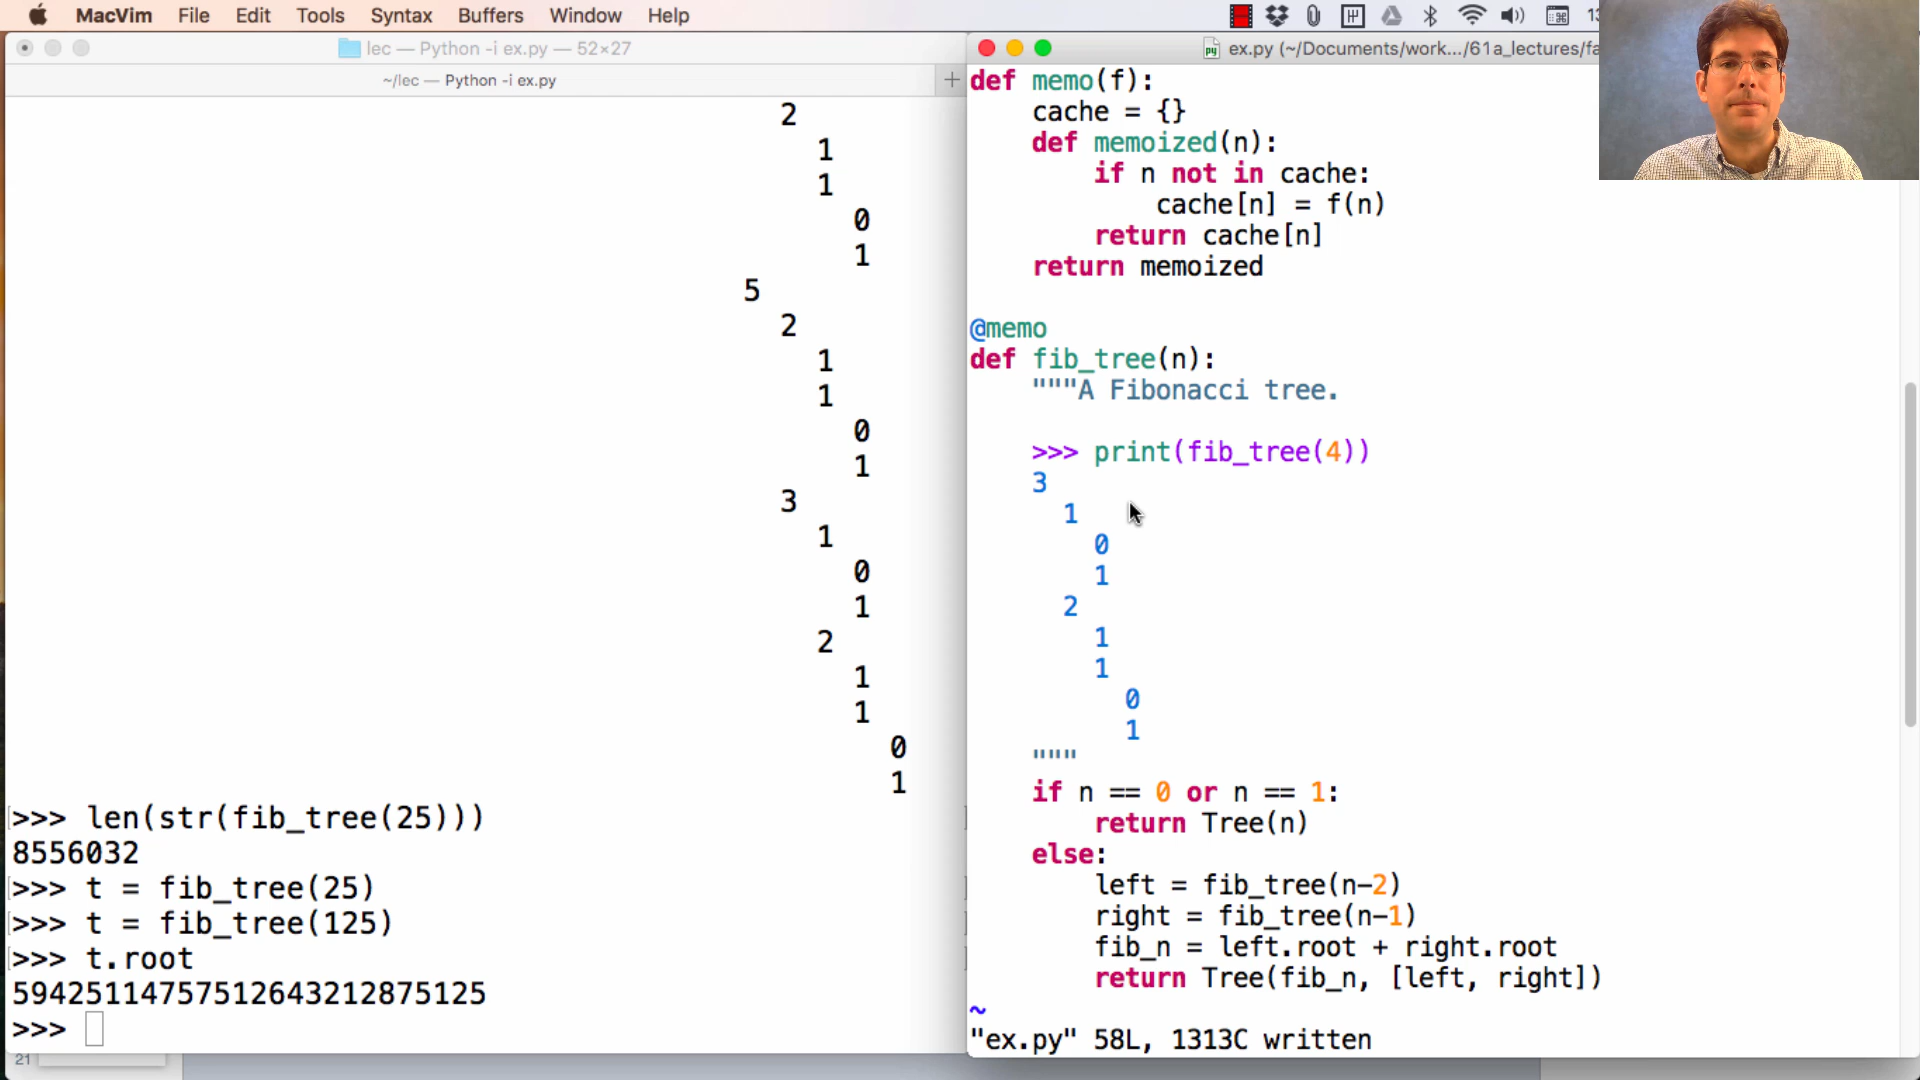 MacVim File Edit Tools Syntax Buffers Window Help
lec — Python -i ex.py — 52×27
~/lec — Python -i ex.py
2
1
1
0
1
5
2
1
1
0
1
3
1
0
1
2
1
1
0
1
>>> len(str(fib_tree(25)))
8556032
>>> t = fib_tree(25)
>>> t = fib_tree(125)
>>> t.root
59425114757512643212875125
>>>
21
ex.py (~/Documents/work.../61a_lectures/fa
def memo(f):
    cache = {}
    def memoized(n):
        if n not in cache:
            cache[n] = f(n)
        return cache[n]
    return memoized
@memo
def fib_tree(n):
    """A Fibonacci tree.
    >>> print(fib_tree(4))
    3
      1
        0
        1
      2
        1
        1
          0
          1
    """
    if n == 0 or n == 1:
        return Tree(n)
    else:
        left = fib_tree(n-2)
        right = fib_tree(n-1)
        fib_n = left.root + right.root
        return Tree(fib_n, [left, right])
~
"ex.py" 58L, 1313C written